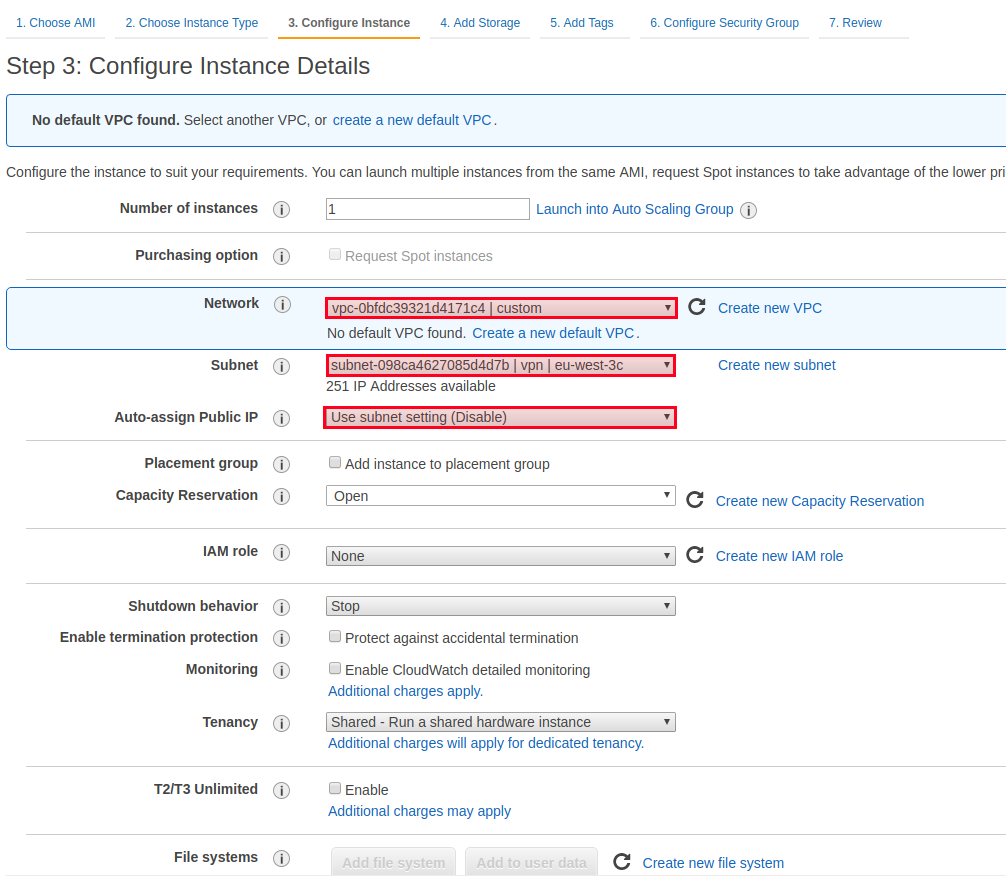 1. Choose AMI 2. Choose Instance Type 3. Configure Instance 4. Add Storage 5. Add Tags 6. Configure Security Group 7. Review
Step 3: Configure Instance Details
No default VPC found. Select another VPC, or create a new default VPC.
Configure the instance to suit your requirements. You can launch multiple instances from the same AMI, request Spot instances to take advantage of the lower pri
Number of instances 1 Launch into Auto Scaling Group
Purchasing option Request Spot instances
Network vpc-0bfdc39321d4171c4 | custom Create new VPC
No default VPC found. Create a new default VPC.
Subnet subnet-098ca4627085d4d7b | vpn | eu-west-3c Create new subnet
251 IP Addresses available
Auto-assign Public IP Use subnet setting (Disable)
Placement group Add instance to placement group
Capacity Reservation Open Create new Capacity Reservation
IAM role None Create new IAM role
Shutdown behavior Stop
Enable termination protection Protect against accidental termination
Monitoring Enable CloudWatch detailed monitoring
Additional charges apply.
Tenancy Shared - Run a shared hardware instance
Additional charges will apply for dedicated tenancy.
T2/T3 Unlimited Enable
Additional charges may apply
File systems Add file system Add to user data Create new file system